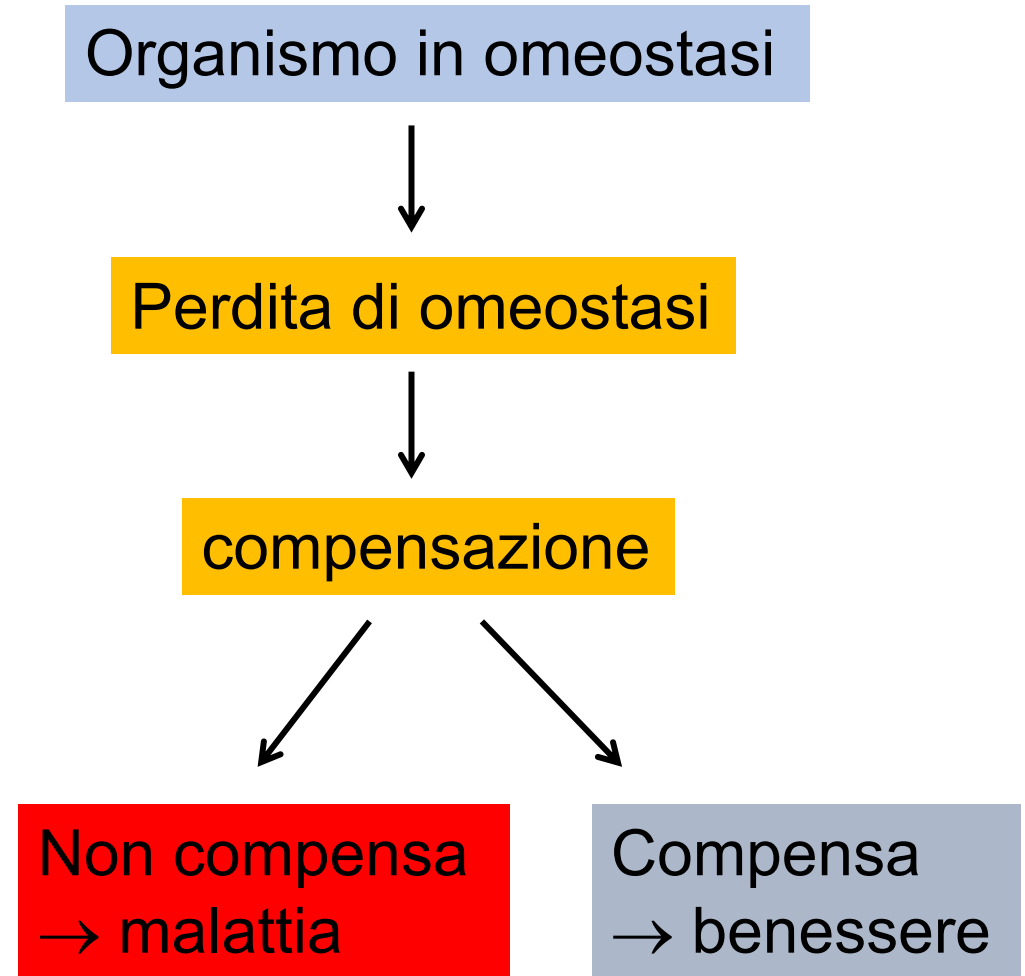 Organismo in omeostasi
Perdita di omeostasi
compensazione
Non compensa
→ malattia
Compensa
→ benessere